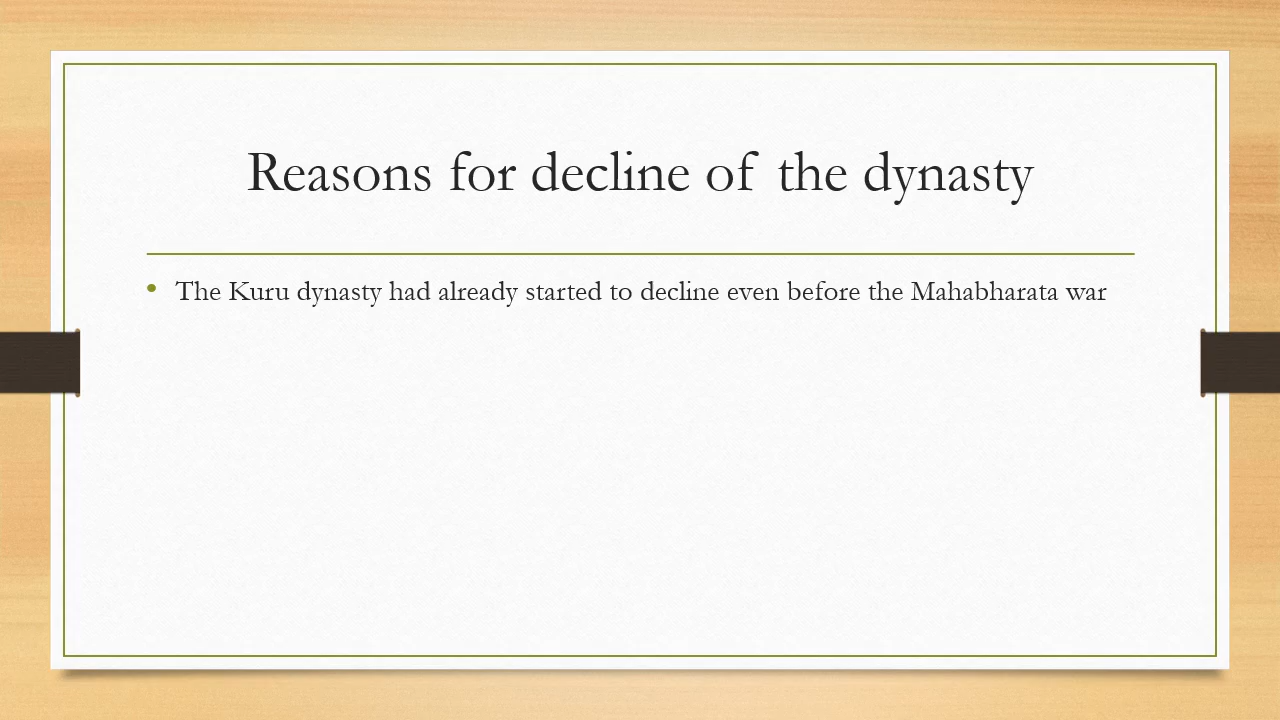 Reasons for decline of the dynasty
• The Kuru dynasty had already started to decline even before the Mahabharata war